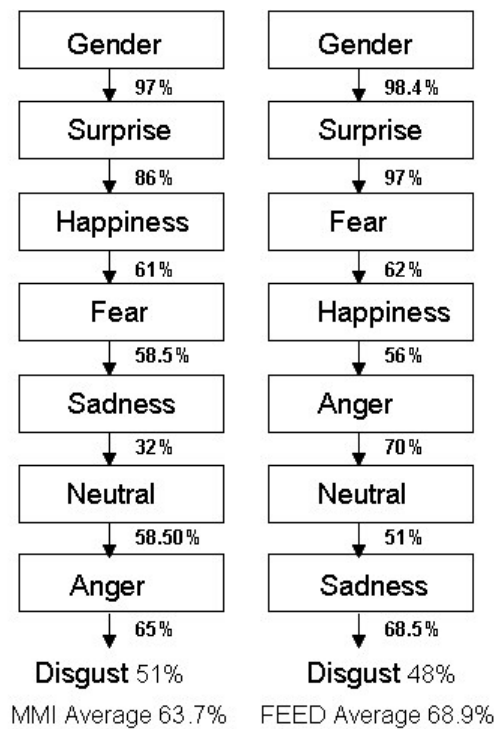 Gender
97%
Surprise
86%
Happiness
61%
Fear
58.5%
Sadness
32%
Neutral
58.50%
Anger
65%
Disgust 51%
MMI Average 63.7%
Gender
98.4%
Surprise
97%
Fear
62%
Happiness
56%
Anger
70%
Neutral
51%
Sadness
68.5%
Disgust 48%
FEED Average 68.9%